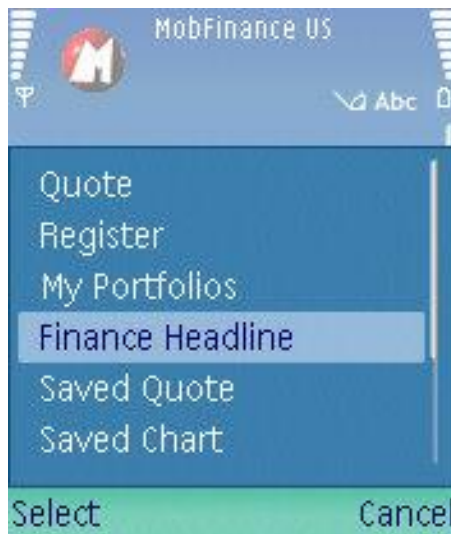 MobFinance US
Abc
Quote
Register
My Portfolios
Finance Headline
Saved Quote
Saved Chart
Select Cancel